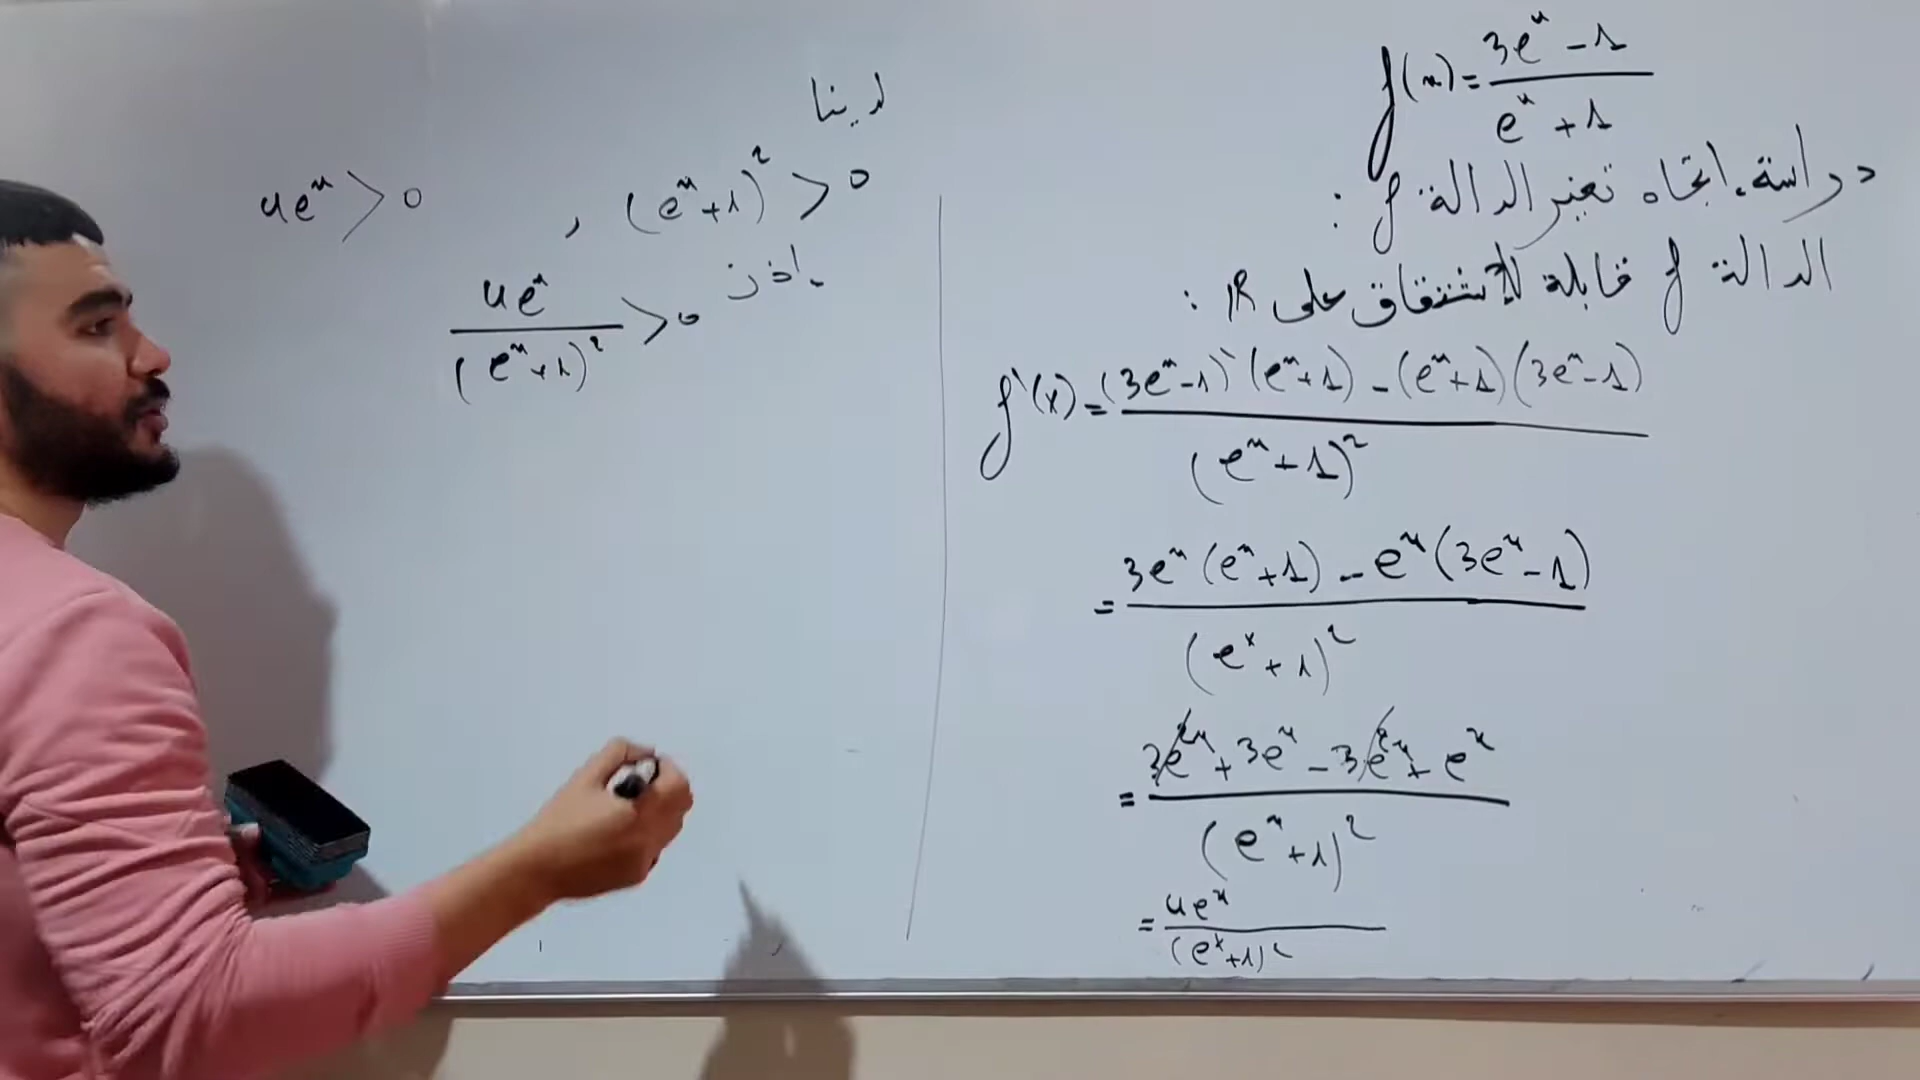 f(x) = (3e^x - 1) / (e^x + 1)
دراسة اتجاه تغير الدالة f :
الدالة f قابلة للإشتقاق على ℝ :
f'(x) = ((3e^x - 1)' (e^x + 1) - (e^x + 1) (3e^x - 1)) / (e^x + 1)^2
= (3e^x (e^x + 1) - e^x (3e^x - 1)) / (e^x + 1)^2
= (3e^2x + 3e^x - 3e^2x + e^x) / (e^x + 1)^2
= 4e^x / (e^x + 1)^2
لدينا
4e^x > 0 , (e^x + 1)^2 > 0
إذن 4e^x / (e^x + 1)^2 > 0